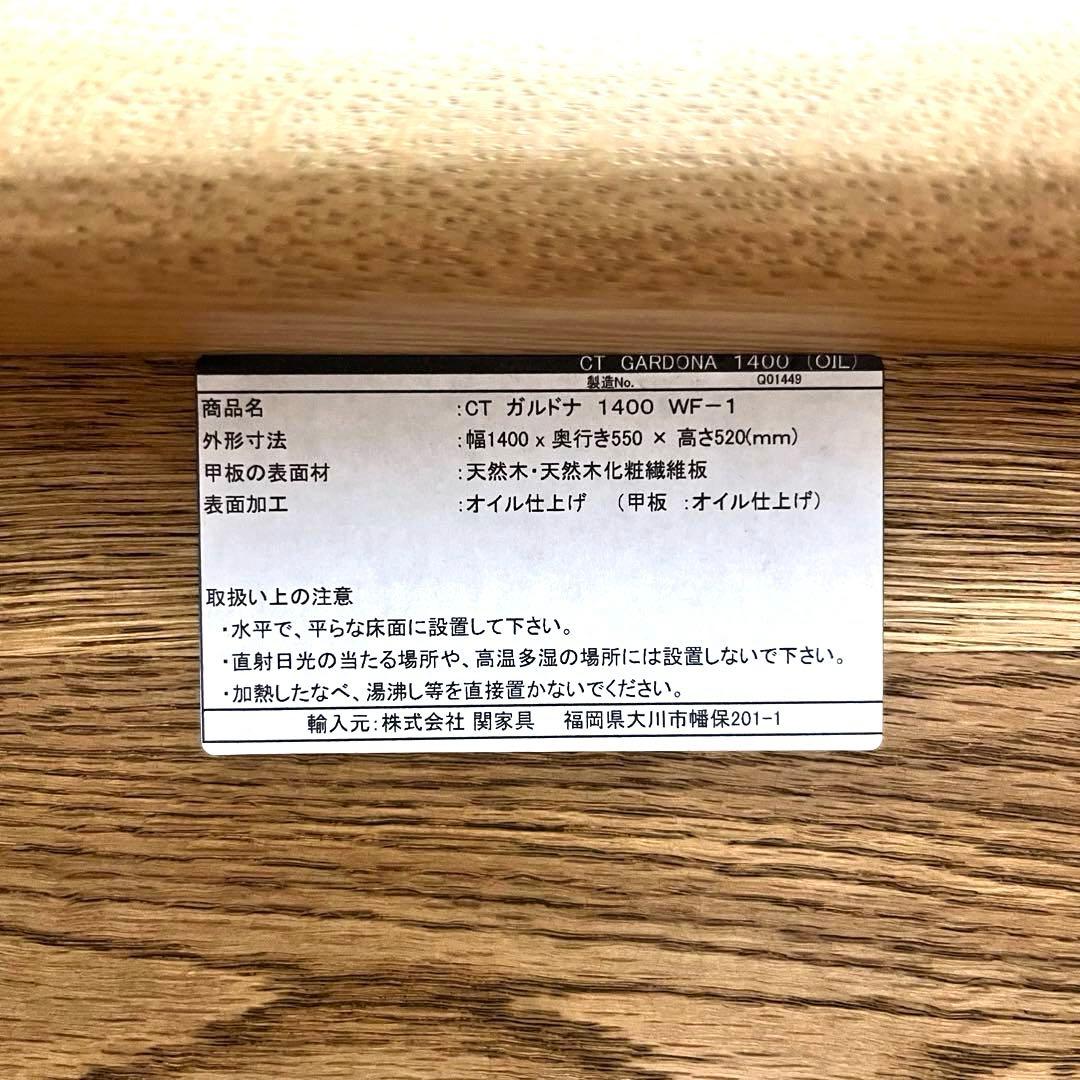 CT GARDONA 1400 (OIL)
製造No. Q01449
商品名 :CT ガルドナ 1400 WF-1
外形寸法 :幅1400 x 奥行き550 × 高さ520(mm)
甲板の表面材 :天然木・天然木化粧繊維板
表面加工 :オイル仕上げ (甲板 :オイル仕上げ)
取扱い上の注意
・水平で、平らな床面に設置して下さい。
・直射日光の当たる場所や、高温多湿の場所には設置しないで下さい。
・加熱したなべ、湯沸し等を直接置かないでください。
輸入元:株式会社 関家具 福岡県大川市幡保201-1